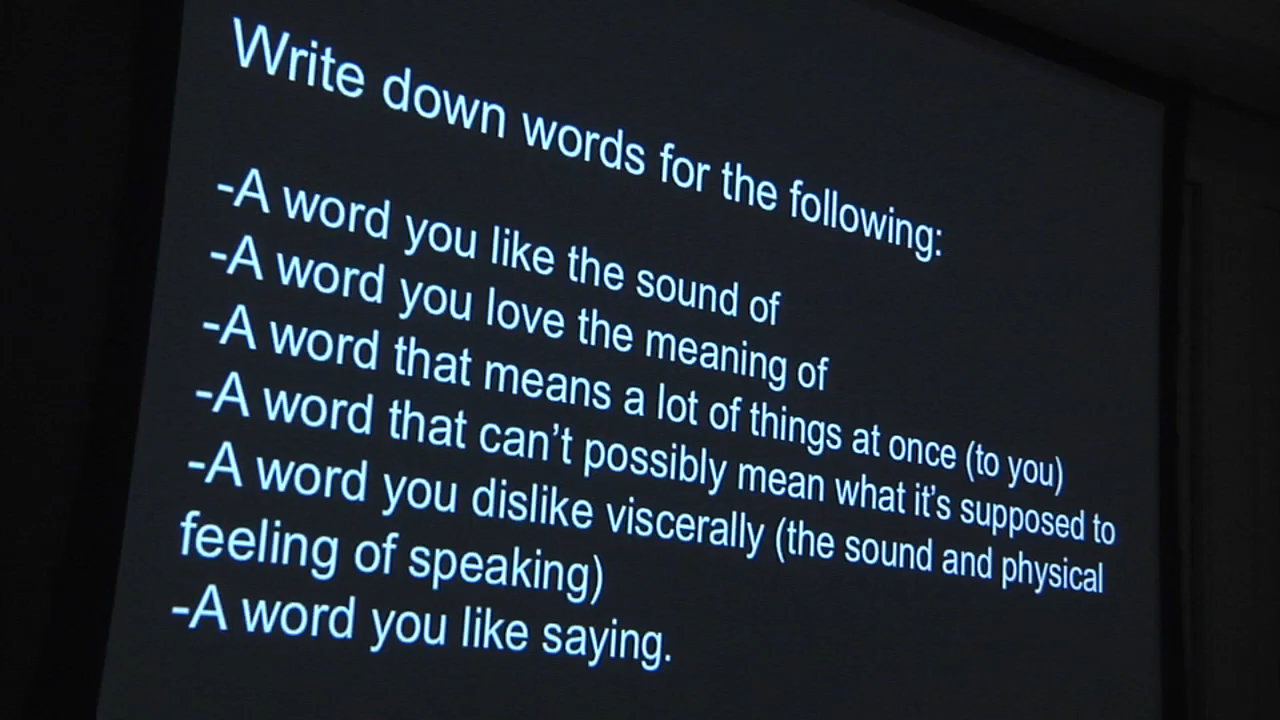 Write down words for the following:
-A word you like the sound of
-A word you love the meaning of
-A word that means a lot of things at once (to you)
-A word that can't possibly mean what it's supposed to
-A word you dislike viscerally (the sound and physical
feeling of speaking)
-A word you like saying.